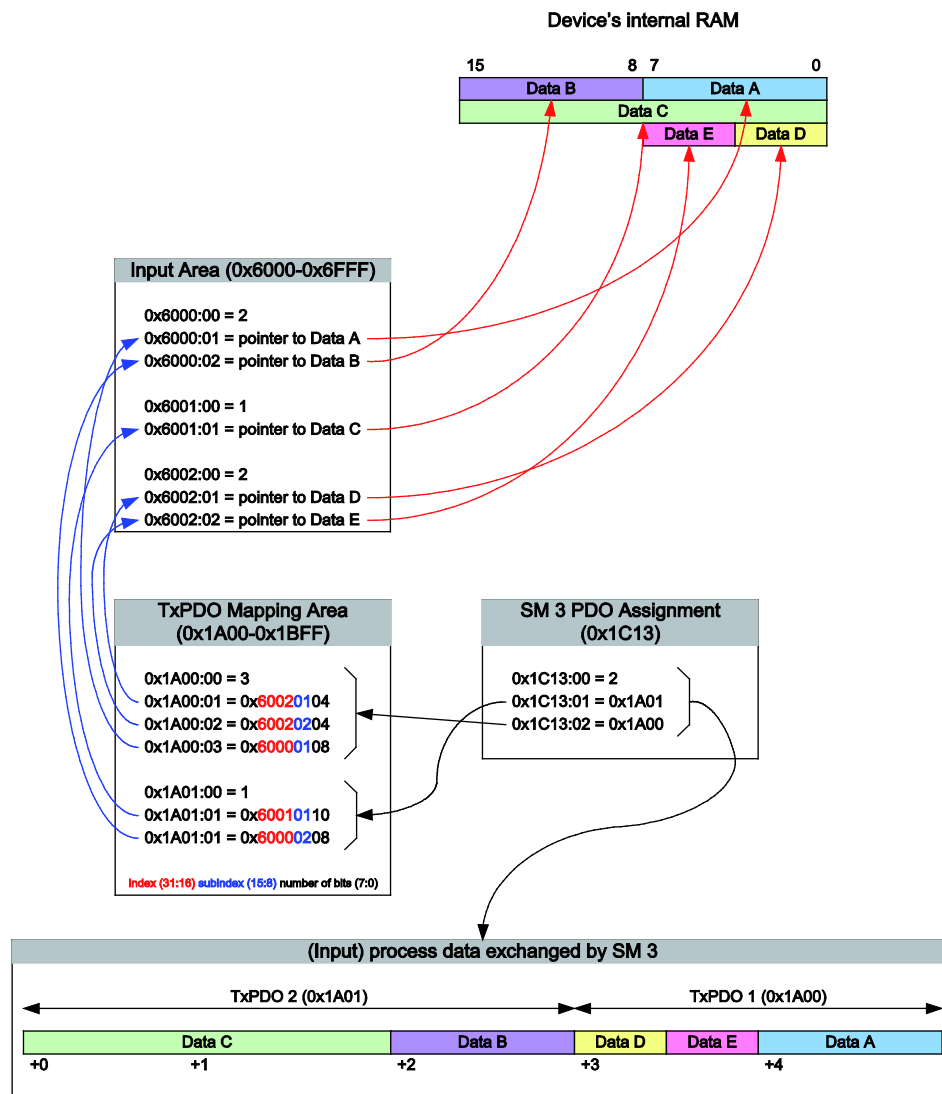 Device's internal RAM
15 8 7 0
Data B Data A
Data C
Data E Data D
Input Area (0x6000-0x6FFF)
0x6000:00 = 2
0x6000:01 = pointer to Data A
0x6000:02 = pointer to Data B
0x6001:00 = 1
0x6001:01 = pointer to Data C
0x6002:00 = 2
0x6002:01 = pointer to Data D
0x6002:02 = pointer to Data E
TxPDO Mapping Area
(0x1A00-0x1BFF)
0x1A00:00 = 3
0x1A00:01 = 0x60020104
0x1A00:02 = 0x60020204
0x1A00:03 = 0x60000108
0x1A01:00 = 1
0x1A01:01 = 0x60010110
0x1A01:01 = 0x60000208
index (31:16) subindex (15:8) number of bits (7:0)
SM 3 PDO Assignment
(0x1C13)
0x1C13:00 = 2
0x1C13:01 = 0x1A01
0x1C13:02 = 0x1A00
(Input) process data exchanged by SM 3
TxPDO 2 (0x1A01) TxPDO 1 (0x1A00)
Data C Data B Data D Data E Data A
+0 +1 +2 +3 +4